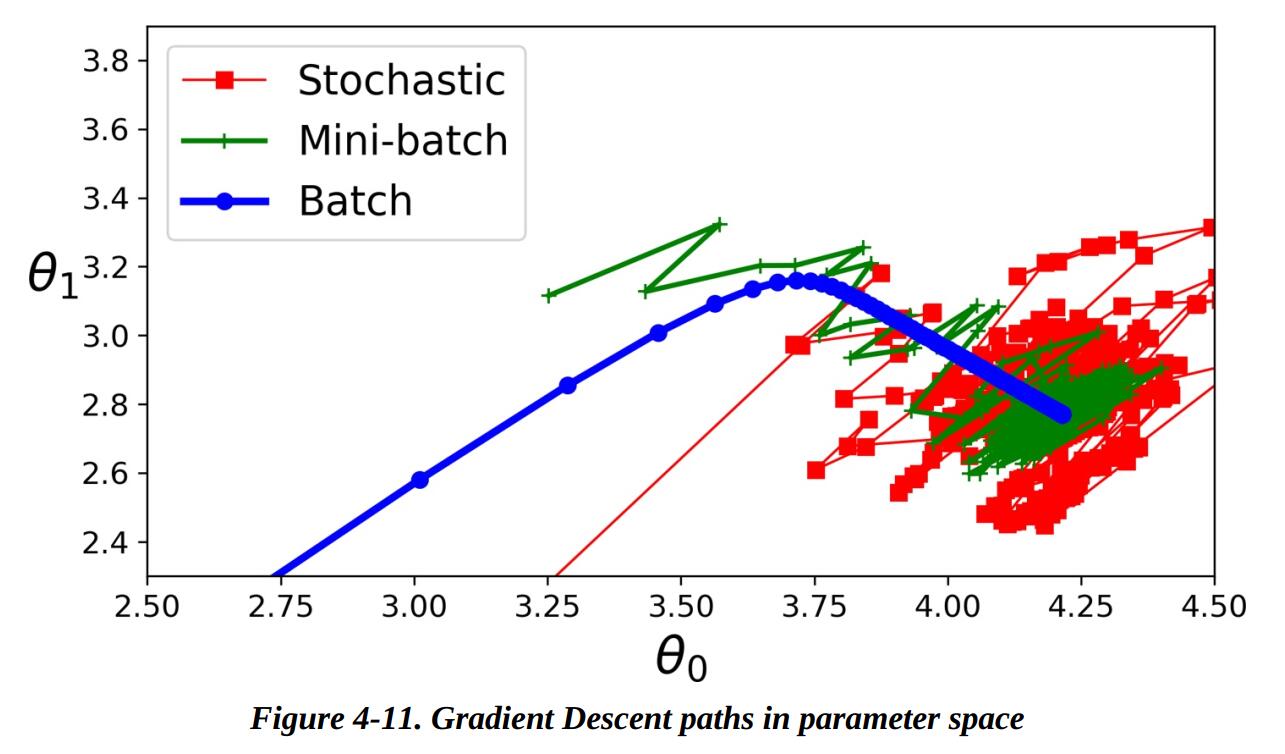 3.8
Stochastic
3.6
Mini-batch
3.4
Batch
θ1
3.2
3.0
2.8
2.6
2.4
2.50 2.75 3.00 3.25 3.50 3.75 4.00 4.25 4.50
θ0
Figure 4-11. Gradient Descent paths in parameter space